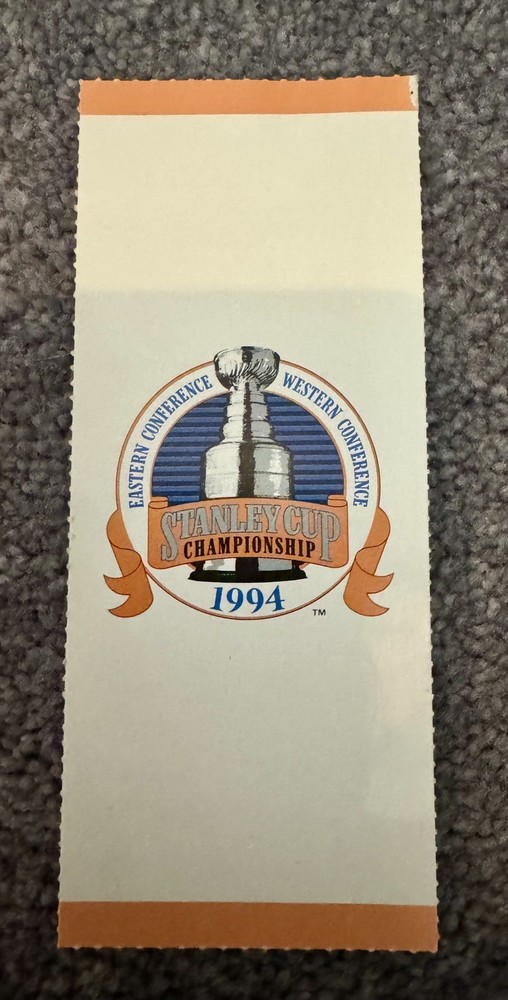 EASTERN CONFERENCE
WESTERN CONFERENCE
STANLEY CUP
CHAMPIONSHIP
1994
TM